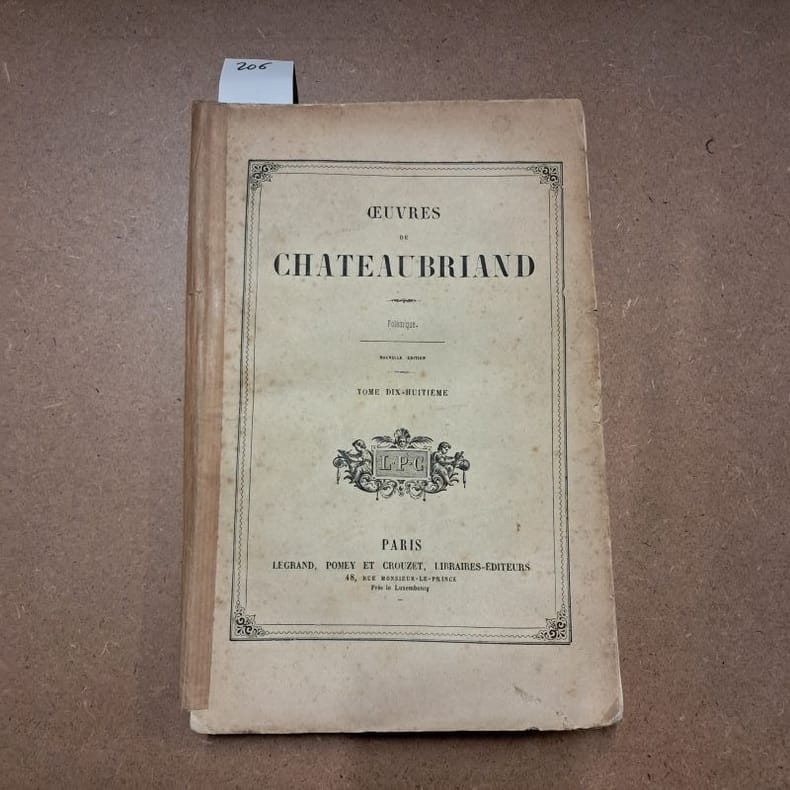 206
ŒUVRES
DE
CHATEAUBRIAND
Polémique.
NOUVELLE ÉDITION
TOME DIX-HUITIÈME
L·P·C
PARIS
LEGRAND, POMEY ET CROUZET, LIBRAIRES-ÉDITEURS
48, RUE MONSIEUR-LE-PRINCE
Près le Luxembourg